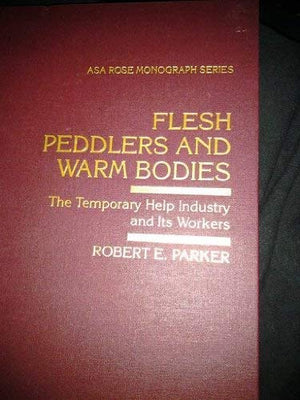 ASA ROSE MONOGRAPH SERIES
FLESH
PEDDLERS AND
WARM BODIES
The Temporary Help Industry
and Its Workers
ROBERT E. PARKER